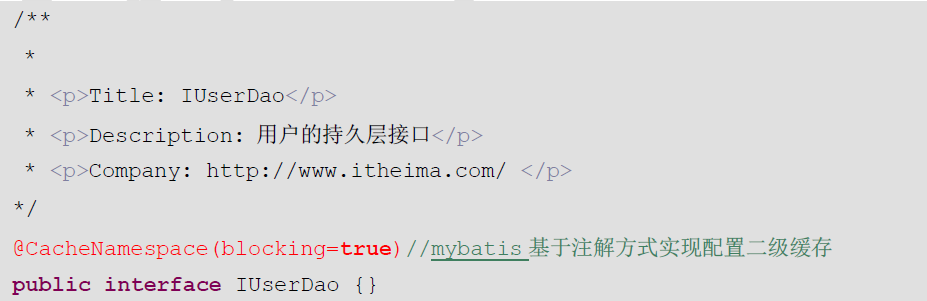 /**
*
* <p>Title: IUserDao</p>
* <p>Description: 用户的持久层接口</p>
* <p>Company: http://www.itheima.com/ </p>
*/
@CacheNamespace(blocking=true)//mybatis 基于注解方式实现配置二级缓存
public interface IUserDao {}